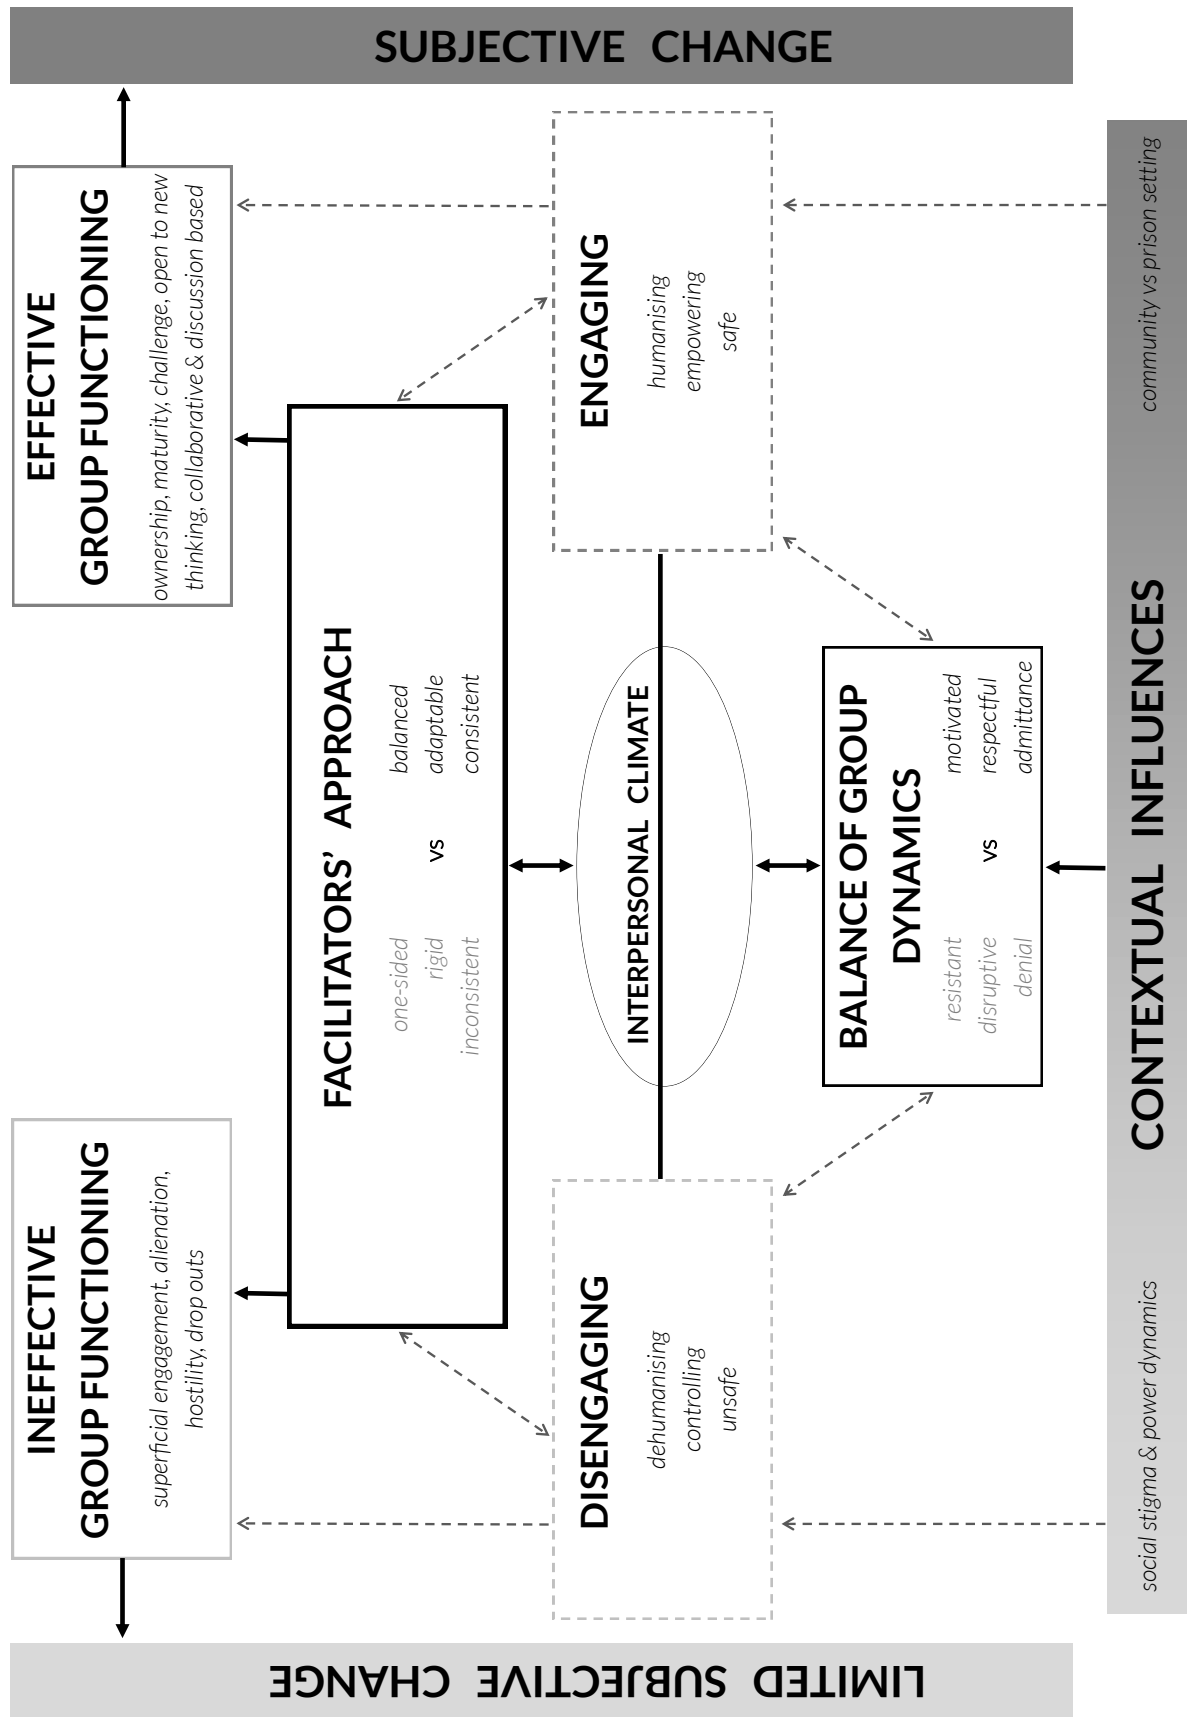 LIMITED SUBJECTIVE CHANGE
INEFFECTIVE
GROUP FUNCTIONING
superficial engagement, alienation,
hostility, drop outs
EFFECTIVE
GROUP FUNCTIONING
ownership, maturity, challenge, open to new
thinking, collaborative & discussion based
SUBJECTIVE CHANGE
FACILITATORS’ APPROACH
one-sided
rigid
inconsistent
vs
balanced
adaptable
consistent
DISENGAGING
dehumanising
controlling
unsafe
INTERPERSONAL CLIMATE
ENGAGING
humanising
empowering
safe
BALANCE OF GROUP
DYNAMICS
resistant
disruptive
denial
vs
motivated
respectful
admittance
social stigma & power dynamics
CONTEXTUAL INFLUENCES
community vs prison setting